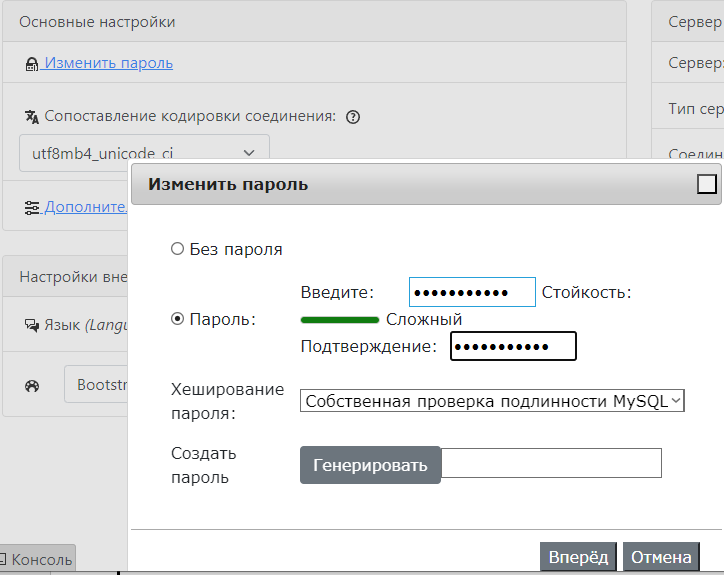 Основные настройки
Сервер
Изменить пароль
Сервер:
Сопоставление кодировки соединения:
Тип сер
utf8mb4_unicode_ci
Соедин
Изменить пароль
Дополните
Без пароля
Настройки вне
Введите: ••••••••••• Стойкость:
Язык (Langu
Пароль: Сложный
Подтверждение: •••••••••••
Bootstr
Хеширование
пароля:
Собственная проверка подлинности MySQL
Создать
пароль
Генерировать
Консоль
Вперёд Отмена